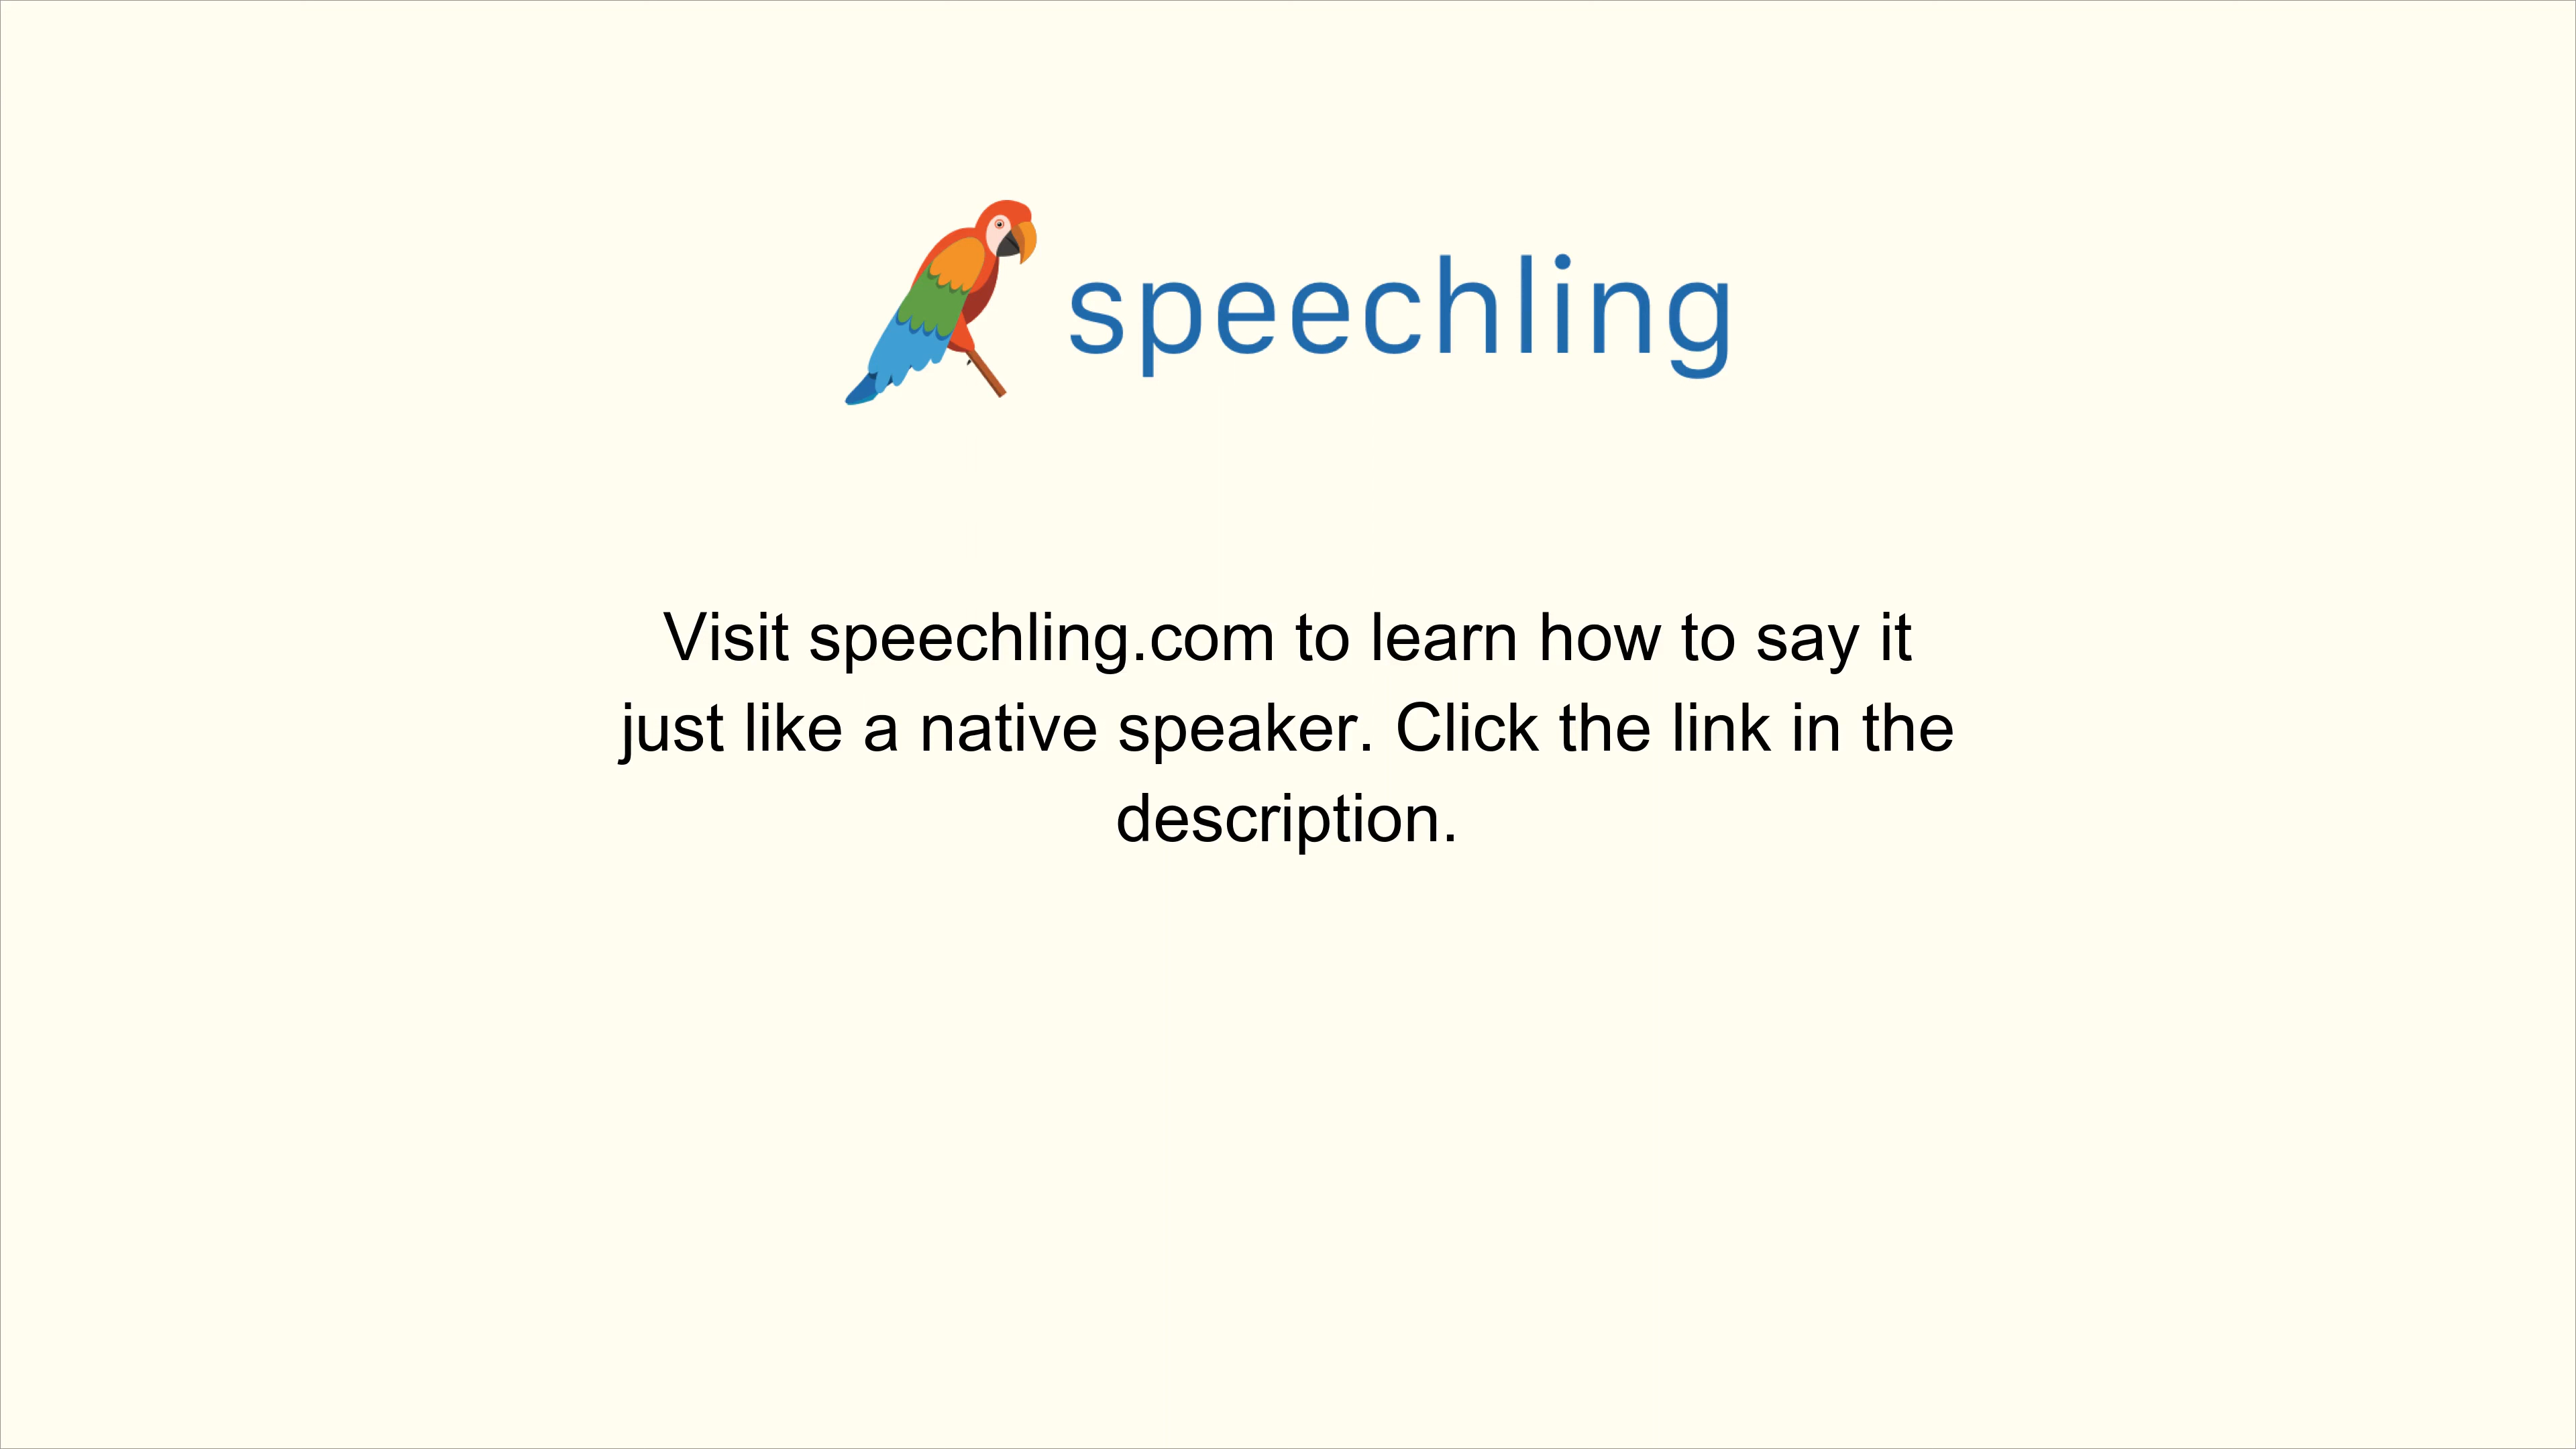 speechling
Visit speechling.com to learn how to say it
just like a native speaker. Click the link in the
description.